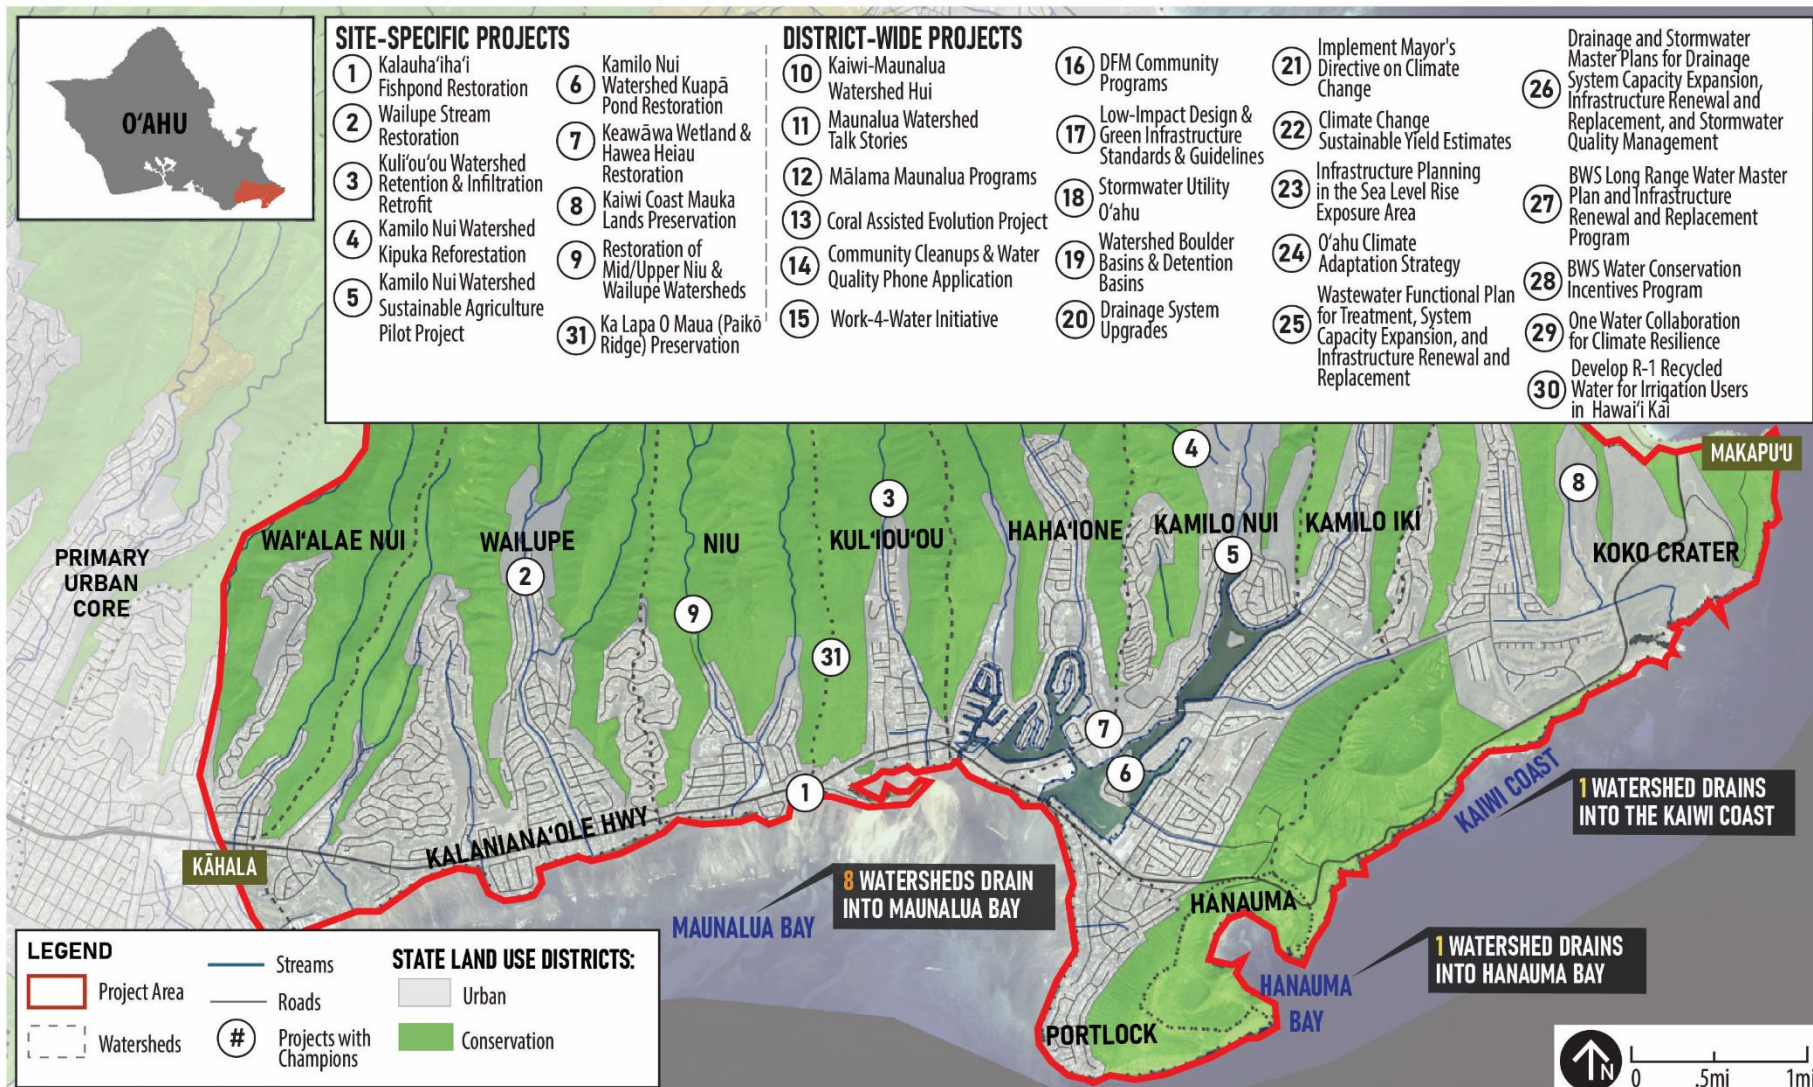 O‘AHU
SITE-SPECIFIC PROJECTS
1 Kalauha‘iha‘i
Fishpond Restoration
2 Wailupe Stream
Restoration
3 Kuli‘ou‘ou Watershed
Retention & Infiltration
Retrofit
4 Kamilo Nui Watershed
Kipuka Reforestation
5 Kamilo Nui Watershed
Sustainable Agriculture
Pilot Project
6 Kamilo Nui
Watershed Kuapā
Pond Restoration
7 Keawāwa Wetland &
Hawea Heiau
Restoration
8 Kaiwi Coast Mauka
Lands Preservation
9 Restoration of
Mid/Upper Niu &
Wailupe Watersheds
31 Ka Lapa O Maua (Paikō
Ridge) Preservation
DISTRICT-WIDE PROJECTS
10 Kaiwi-Maunalua
Watershed Hui
11 Maunalua Watershed
Talk Stories
12 Mālama Maunalua Programs
13 Coral Assisted Evolution Project
14 Community Cleanups & Water
Quality Phone Application
15 Work-4-Water Initiative
16 DFM Community
Programs
17 Low-Impact Design &
Green Infrastructure
Standards & Guidelines
18 Stormwater Utility
O‘ahu
19 Watershed Boulder
Basins & Detention
Basins
20 Drainage System
Upgrades
21 Implement Mayor's
Directive on Climate
Change
22 Climate Change
Sustainable Yield Estimates
23 Infrastructure Planning
in the Sea Level Rise
Exposure Area
24 O‘ahu Climate
Adaptation Strategy
25 Wastewater Functional Plan
for Treatment, System
Capacity Expansion, and
Infrastructure Renewal and
Replacement
26 Drainage and Stormwater
Master Plans for Drainage
System Capacity Expansion,
Infrastructure Renewal and
Replacement, and Stormwater
Quality Management
27 BWS Long Range Water Master
Plan and Infrastructure
Renewal and Replacement
Program
28 BWS Water Conservation
Incentives Program
29 One Water Collaboration
for Climate Resilience
30 Develop R-1 Recycled
Water for Irrigation Users
in Hawai‘i Kai
MAKAPU‘U
4
8
3
PRIMARY
URBAN
CORE
WAI‘ALAE NUI
WAILUPE
2
NIU
KUL‘IOU‘OU
HAHA‘IONE
KAMILO NUI
5
KAMILO IKI
KOKO CRATER
9
31
7
6
1
KĀHALA
KALANIANA‘OLE HWY
KAIWI COAST
1 WATERSHED DRAINS
INTO THE KAIWI COAST
8 WATERSHEDS DRAIN
INTO MAUNALUA BAY
MAUNALUA BAY
HANAUMA
1 WATERSHED DRAINS
INTO HANAUMA BAY
HANAUMA
BAY
PORTLOCK
LEGEND
Project Area
Watersheds
Streams
Roads
# Projects with
Champions
STATE LAND USE DISTRICTS:
Urban
Conservation
N
0 .5mi 1mi